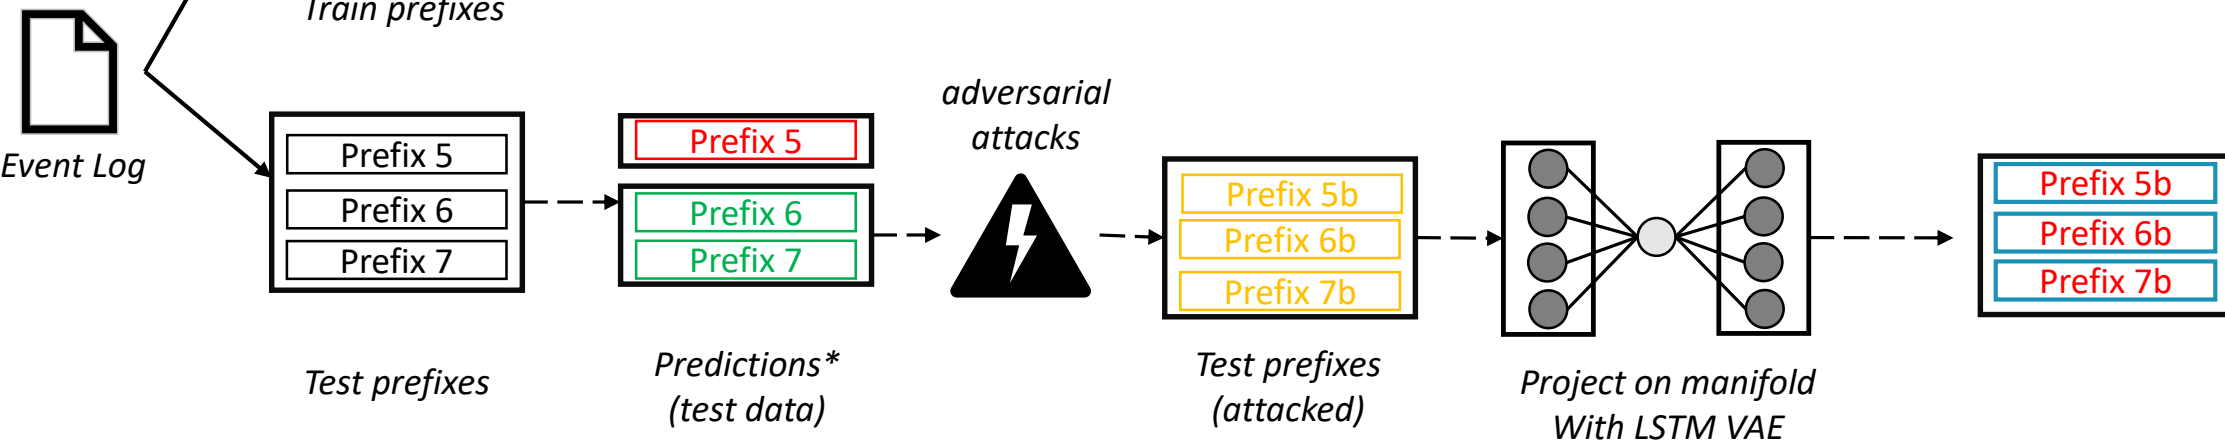 Train prefixes
Event Log
Prefix 5
Prefix 6
Prefix 7
Test prefixes
Prefix 5
Prefix 6
Prefix 7
Predictions*
(test data)
adversarial
attacks
Prefix 5b
Prefix 6b
Prefix 7b
Test prefixes
(attacked)
Project on manifold
With LSTM VAE
Prefix 5b
Prefix 6b
Prefix 7b